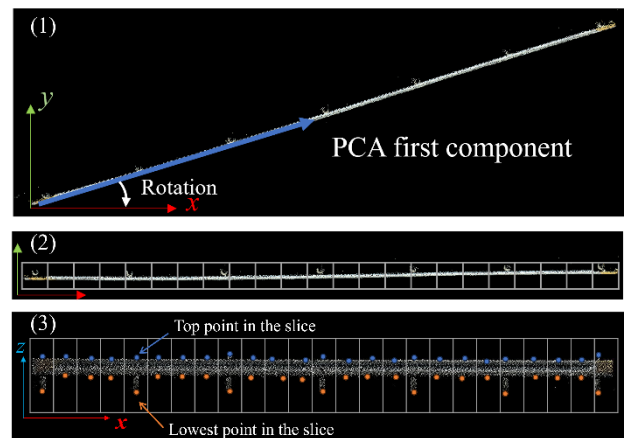 (1)
y
PCA first component
Rotation
x
(2)
(3)
Top point in the slice
z
x
Lowest point in the slice